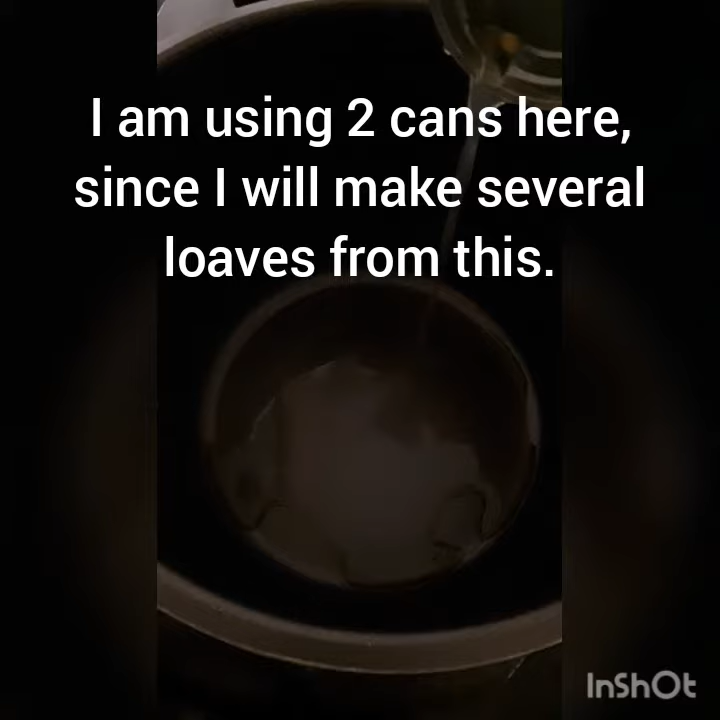 I am using 2 cans here,
since I will make several
loaves from this.
InShOt